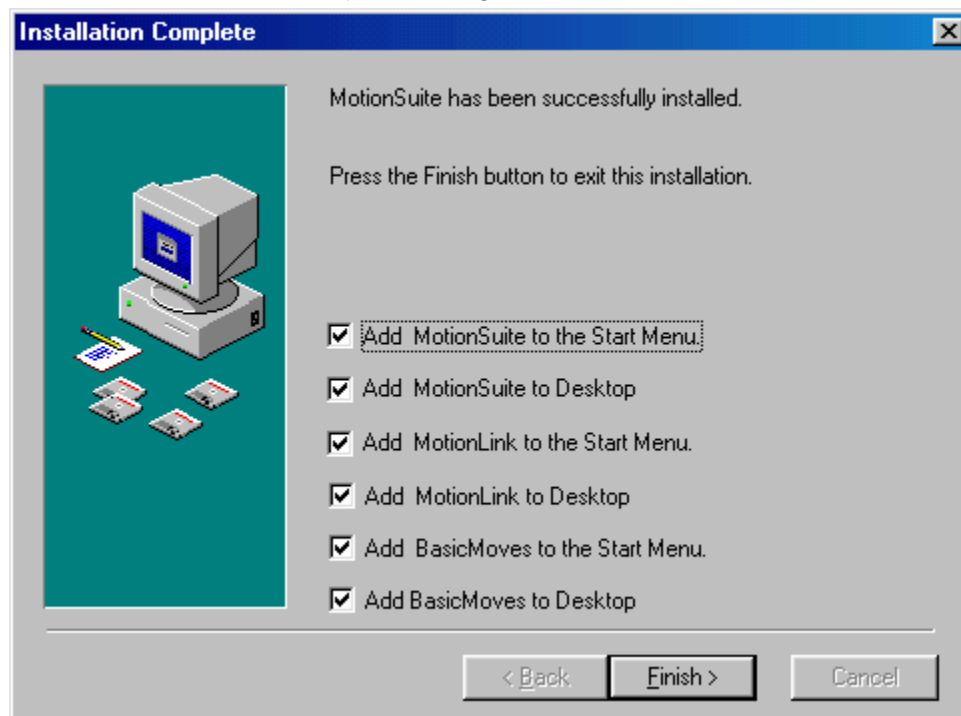 Installation Complete
MotionSuite has been successfully installed.
Press the Finish button to exit this installation.
Add MotionSuite to the Start Menu.
Add MotionSuite to Desktop
Add MotionLink to the Start Menu.
Add MotionLink to Desktop
Add BasicMoves to the Start Menu.
Add BasicMoves to Desktop
< Back Finish > Cancel